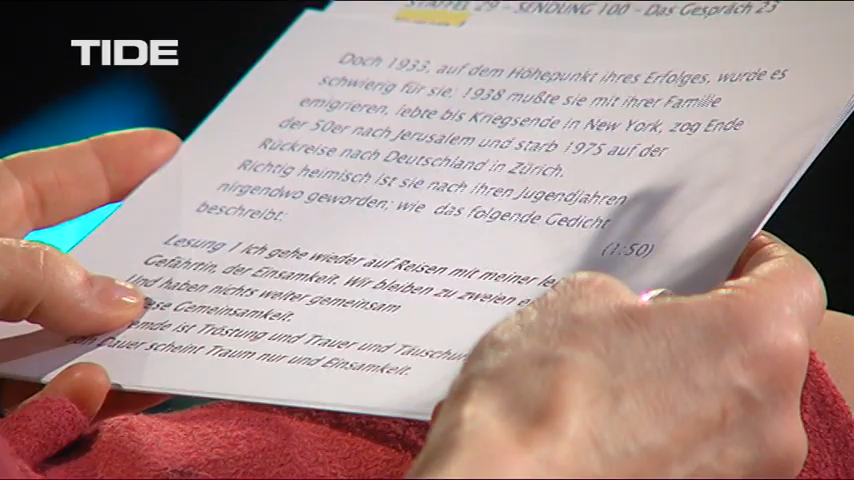 TIDE
STAFFEL 29 - SENDUNG 100 - Das Gespräch 23
Doch 1933, auf dem Höhepunkt ihres Erfolges, wurde es
schwierig für sie; 1938 mußte sie mit ihrer Familie
emigrieren, lebte bis Kriegsende in New York, zog Ende
der 50er nach Jerusalem und starb 1975 auf der
Rückreise nach Deutschland in Zürich.
Richtig heimisch ist sie nach ihren Jugendjahren
nirgendwo geworden; wie das folgende Gedicht
beschreibt:
(1:50)
Lesung 1 Ich gehe wieder auf Reisen mit meiner
Gefährtin, der Einsamkeit. Wir bleiben zu zweien
Und haben nichts weiter gemeinsam
Gemeinsamkeit.
ist Tröstung und Trauer und
Dauer scheint Traum nur und Einsamkeit.